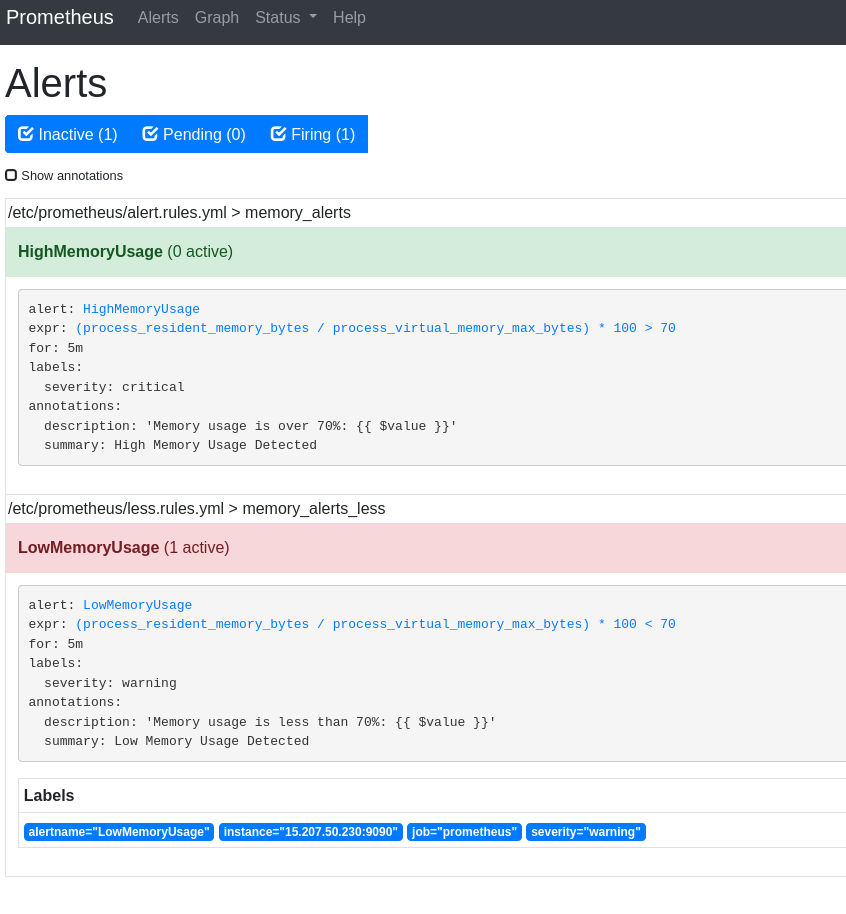 Prometheus Alerts Graph Status Help
Alerts
Inactive (1) Pending (0) Firing (1)
Show annotations
/etc/prometheus/alert.rules.yml > memory_alerts
HighMemoryUsage (0 active)
alert: HighMemoryUsage
expr: (process_resident_memory_bytes / process_virtual_memory_max_bytes) * 100 > 70
for: 5m
labels:
  severity: critical
annotations:
  description: 'Memory usage is over 70%: {{ $value }}'
  summary: High Memory Usage Detected
/etc/prometheus/less.rules.yml > memory_alerts_less
LowMemoryUsage (1 active)
alert: LowMemoryUsage
expr: (process_resident_memory_bytes / process_virtual_memory_max_bytes) * 100 < 70
for: 5m
labels:
  severity: warning
annotations:
  description: 'Memory usage is less than 70%: {{ $value }}'
  summary: Low Memory Usage Detected
Labels
alertname="LowMemoryUsage" instance="15.207.50.230:9090" job="prometheus" severity="warning"